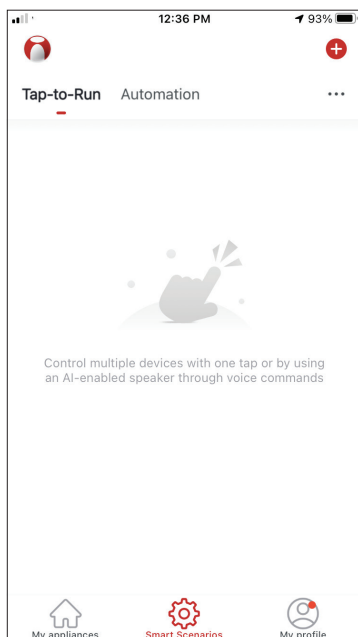 12:36 PM
93%
Tap-to-Run
Automation
Control multiple devices with one tap or by using
an AI-enabled speaker through voice commands
My appliances
Smart Scenarios
My profile